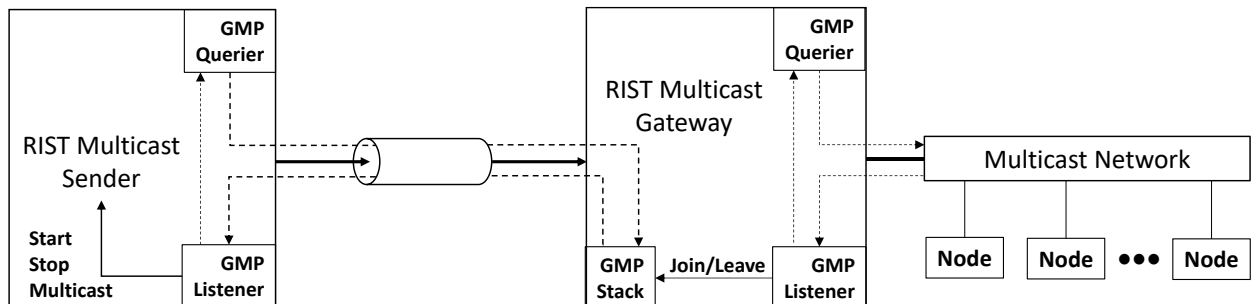 GMP
Querier
RIST Multicast
Sender
Start
Stop
Multicast
GMP
Listener
GMP
Querier
RIST Multicast
Gateway
GMP
Stack
Join/Leave
GMP
Listener
Multicast Network
Node
Node
Node